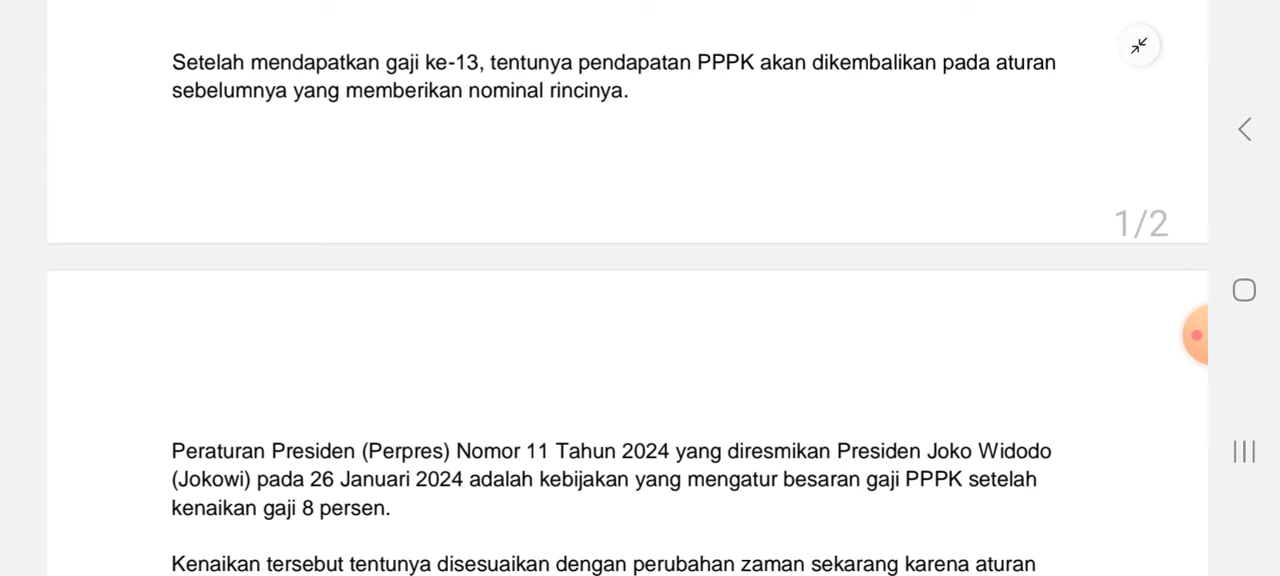 Setelah mendapatkan gaji ke-13, tentunya pendapatan PPPK akan dikembalikan pada aturan
sebelumnya yang memberikan nominal rincinya.
1/2
Peraturan Presiden (Perpres) Nomor 11 Tahun 2024 yang diresmikan Presiden Joko Widodo
(Jokowi) pada 26 Januari 2024 adalah kebijakan yang mengatur besaran gaji PPPK setelah
kenaikan gaji 8 persen.
Kenaikan tersebut tentunya disesuaikan dengan perubahan zaman sekarang karena aturan